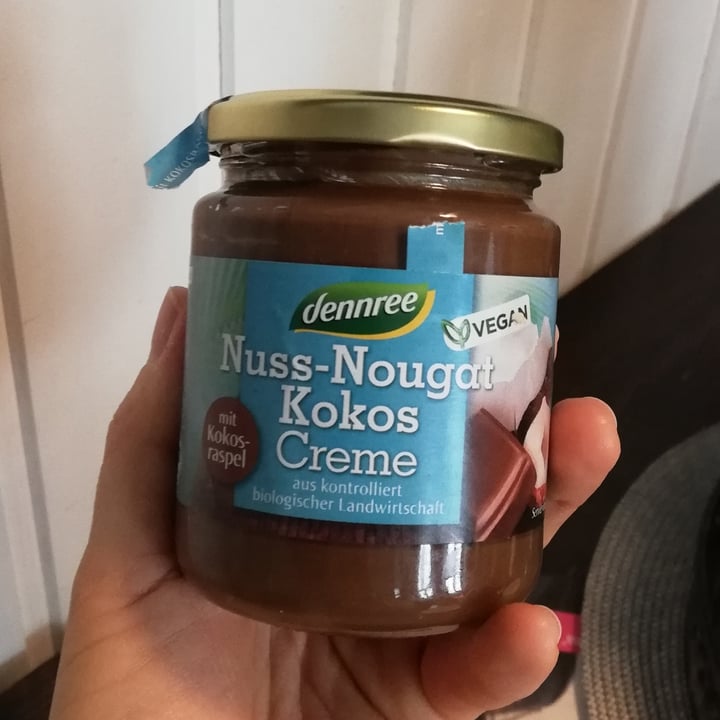 dennree
VEGAN
Nuss-Nougat
Kokos
Creme
mit
Kokos-
raspel
aus kontrolliert
biologischer Landwirtschaft
E